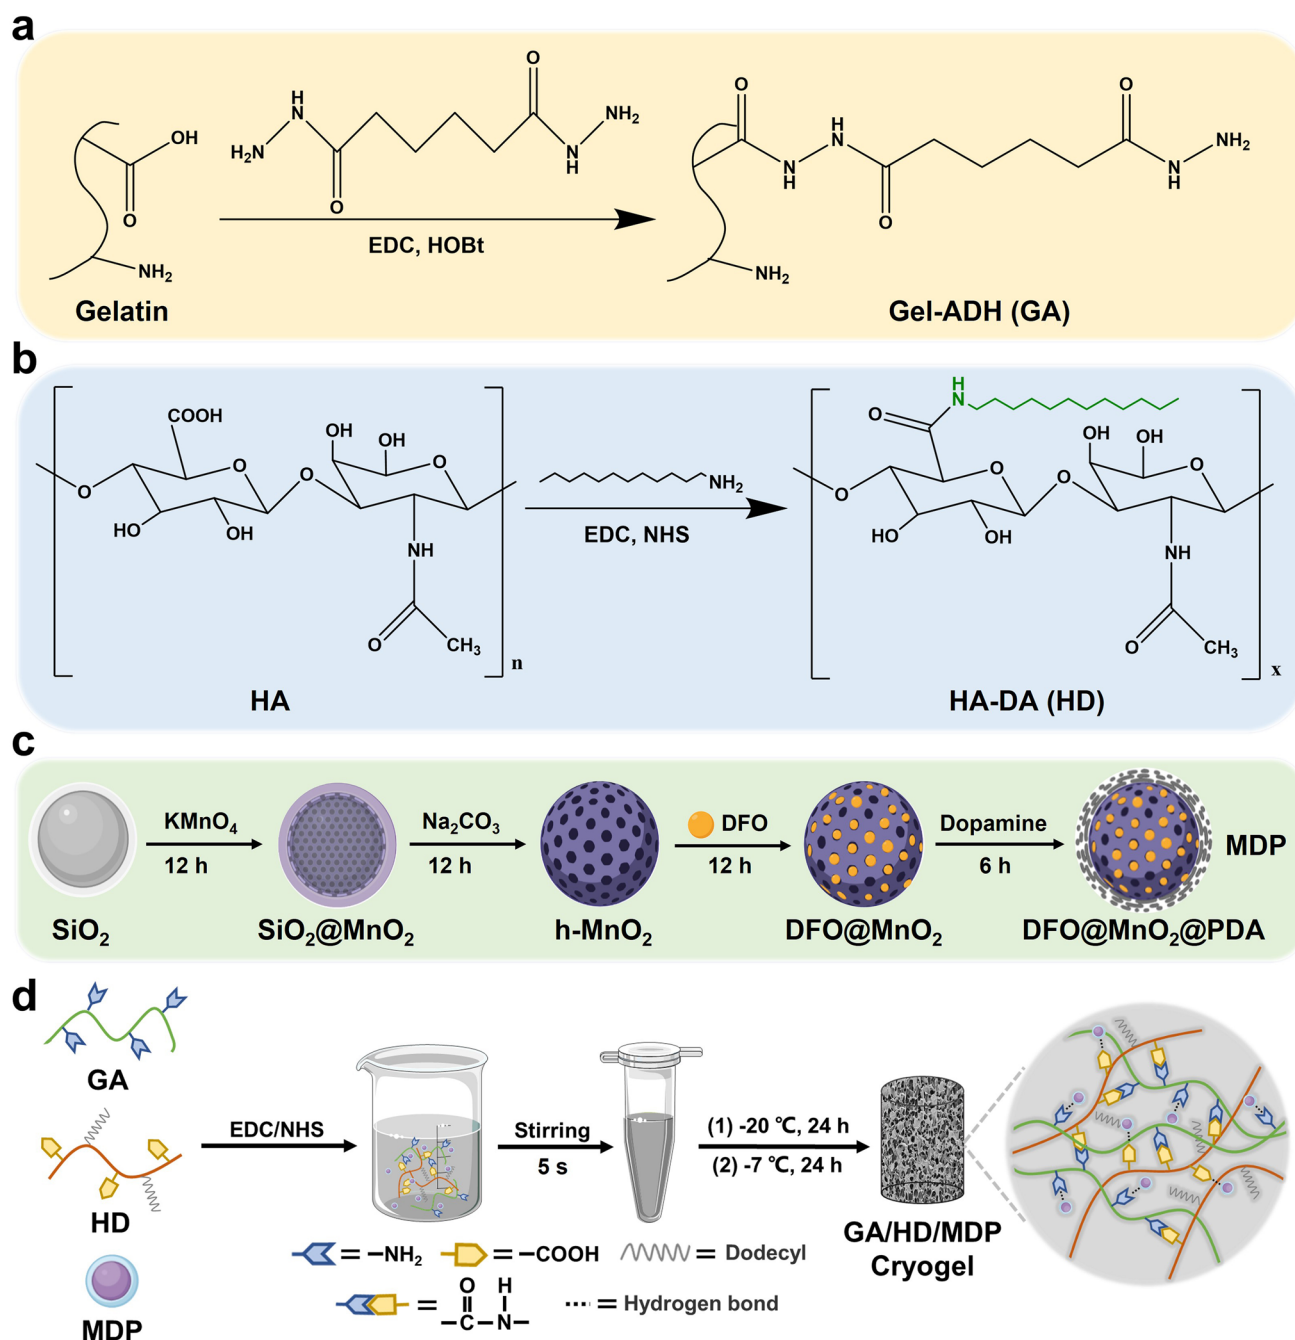 a
O
H
N
NH₂
OH
H₂N
N
H
O
O
NH₂
EDC, HOBt
Gelatin
O
O
H
N
NH₂
N
H
N
H
O
NH₂
Gel-ADH (GA)
b
COOH
OH
OH
O
O
O
O
HO
OH
NH
O
CH₃
n
HA
NH₂
EDC, NHS
H
N
O
OH
OH
O
O
O
O
HO
OH
NH
O
CH₃
x
HA-DA (HD)
c
KMnO₄
12 h
Na₂CO₃
12 h
DFO
12 h
Dopamine
6 h
MDP
SiO₂
SiO₂@MnO₂
h-MnO₂
DFO@MnO₂
DFO@MnO₂@PDA
d
GA
HD
MDP
EDC/NHS
Stirring
5 s
(1) -20 ℃, 24 h
(2) -7 ℃, 24 h
GA/HD/MDP
Cryogel
= –NH₂
= –COOH
= Dodecyl
=
O
H
C
N
= Hydrogen bond